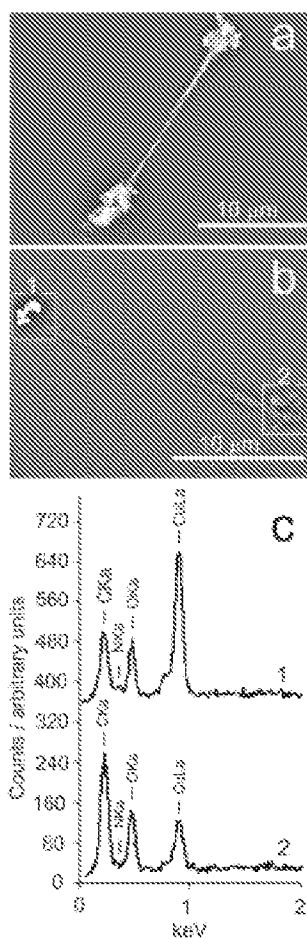 a
10 µm
b
1
2
10 µm
c
720
640
560
480
400
320
240
160
80
0
Counts / arbitrary units
CKa
NKa
OKa
CuLa
1
CKa
NKa
OKa
CuLa
2
0
1
2
keV